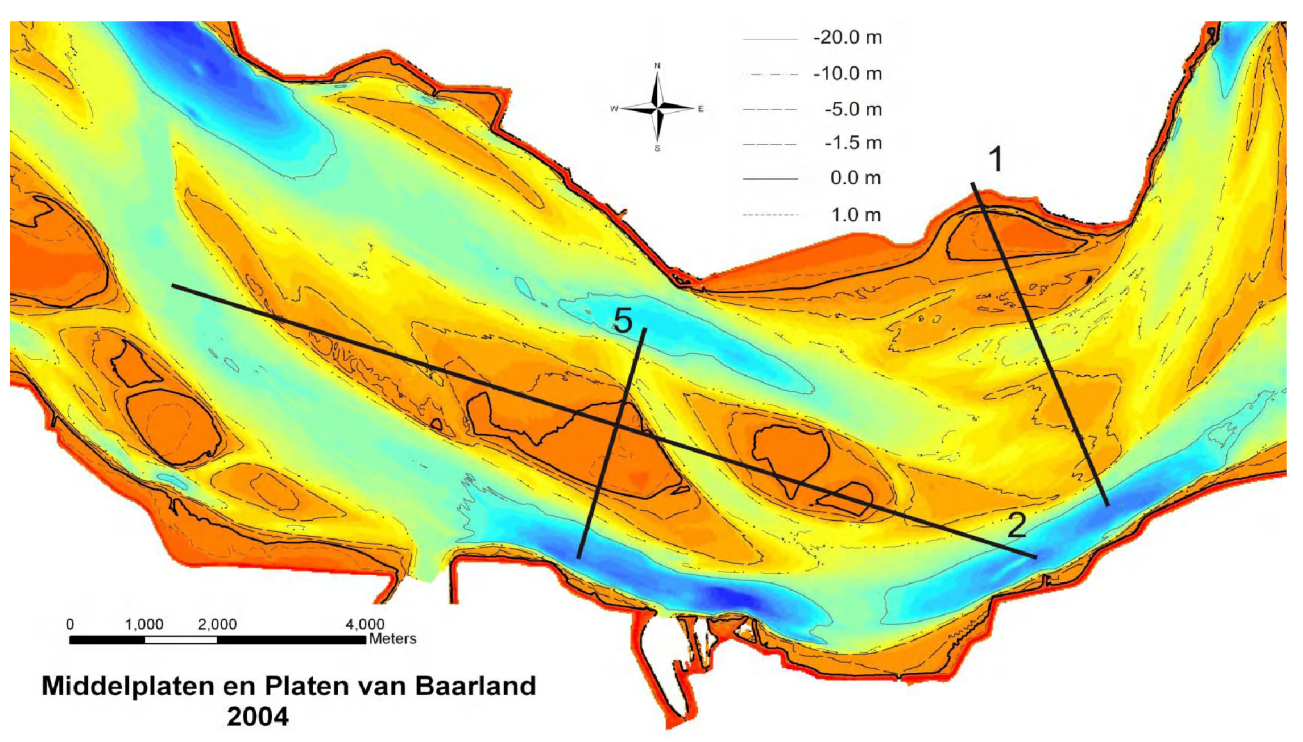 -20.0 m
-10.0 m
-5.0 m
-1.5 m
0.0 m
1.0 m
N
W
E
S
1
5
2
0
1,000
2,000
4,000
Meters
Middelplaten en Platen van Baarland
2004